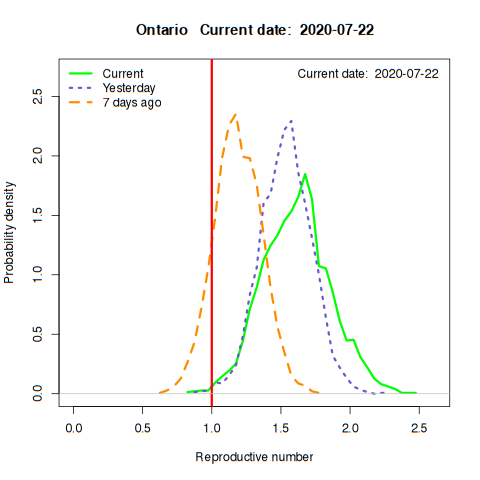 Ontario Current date: 2020-07-22
Current date: 2020-07-22
Current
Yesterday
7 days ago
Probability density
2.5
2.0
1.5
1.0
0.5
0.0
0.0 0.5 1.0 1.5 2.0 2.5
Reproductive number